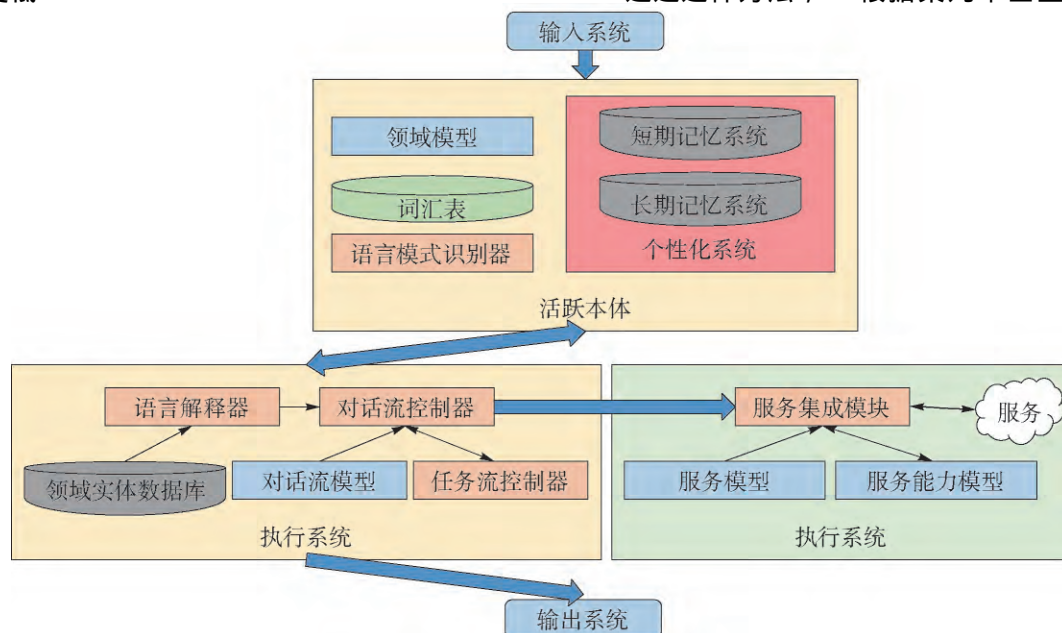 输入系统
领域模型
词汇表
语言模式识别器
短期记忆系统
长期记忆系统
个性化系统
活跃本体
语言解释器
对话流控制器
领域实体数据库
对话流模型
任务流控制器
执行系统
服务集成模块
服务
服务模型
服务能力模型
执行系统
输出系统